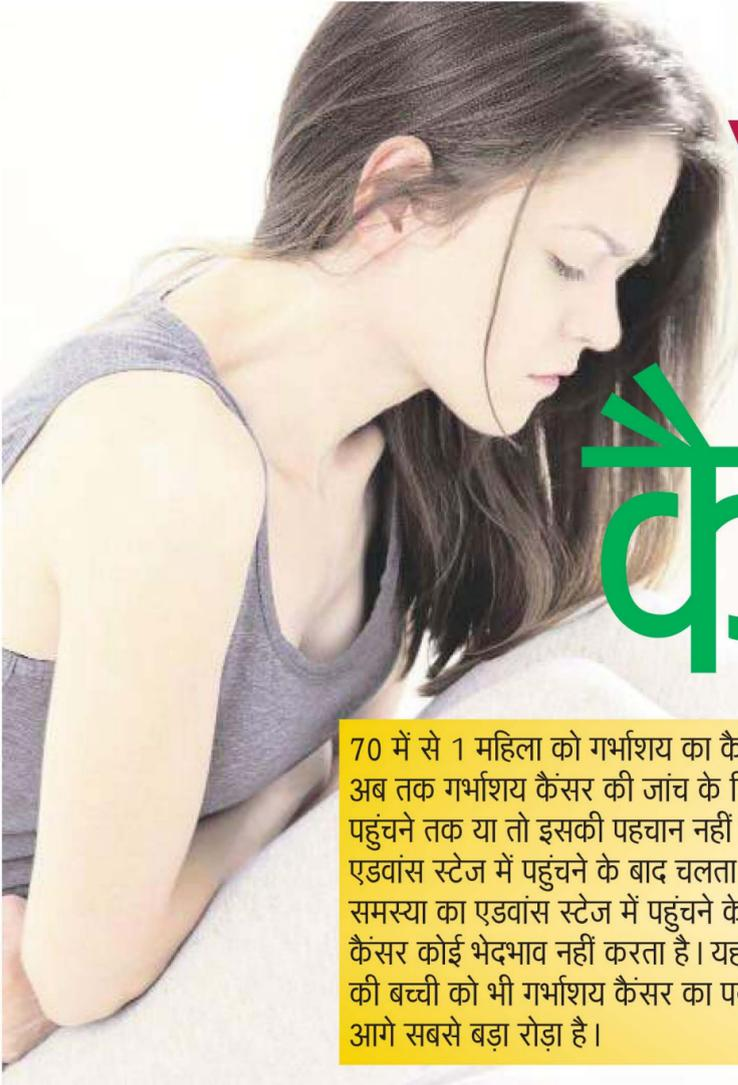 कै
70 में से 1 महिला को गर्भाशय का कै
अब तक गर्भाशय कैंसर की जांच के
पहुंचने तक या तो इसकी पहचान नहीं
एडवांस स्टेज में पहुंचने के बाद चलता
समस्या का एडवांस स्टेज में पहुंचने के
कैंसर कोई भेदभाव नहीं करता है। यह
की बच्ची को भी गर्भाशय कैंसर का
आगे सबसे बड़ा रोड़ा है।